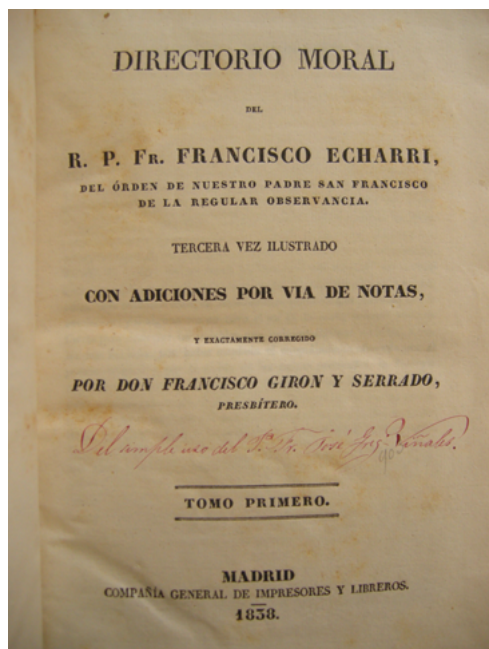 DIRECTORIO MORAL
DEL
R. P. FR. FRANCISCO ECHARRI,
DEL ÓRDEN DE NUESTRO PADRE SAN FRANCISCO
DE LA REGULAR OBSERVANCIA.
TERCERA VEZ ILUSTRADO
CON ADICIONES POR VIA DE NOTAS,
Y EXACTAMENTE CORREGIDO
POR DON FRANCISCO GIRON Y SERRADO,
PRESBÍTERO.
Del ample uso del P. Fr. José
TOMO PRIMERO.
MADRID
COMPAÑÍA GENERAL DE IMPRESORES Y LIBREROS.
1838.